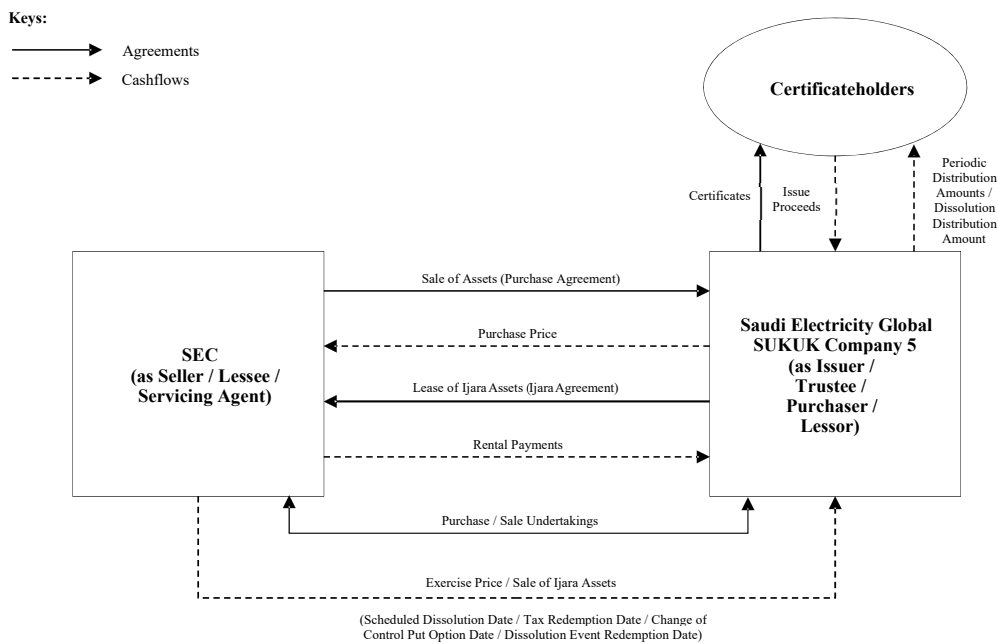 Keys:
Agreements
Cashflows
Certificateholders
Certificates
Issue
Proceeds
Periodic
Distribution
Amounts /
Dissolution
Distribution
Amount
SEC
(as Seller / Lessee /
Servicing Agent)
Sale of Assets (Purchase Agreement)
Purchase Price
Lease of Ijara Assets (Ijara Agreement)
Rental Payments
Saudi Electricity Global
SUKUK Company 5
(as Issuer /
Trustee /
Purchaser /
Lessor)
Purchase / Sale Undertakings
Exercise Price / Sale of Ijara Assets
(Scheduled Dissolution Date / Tax Redemption Date / Change of
Control Put Option Date / Dissolution Event Redemption Date)